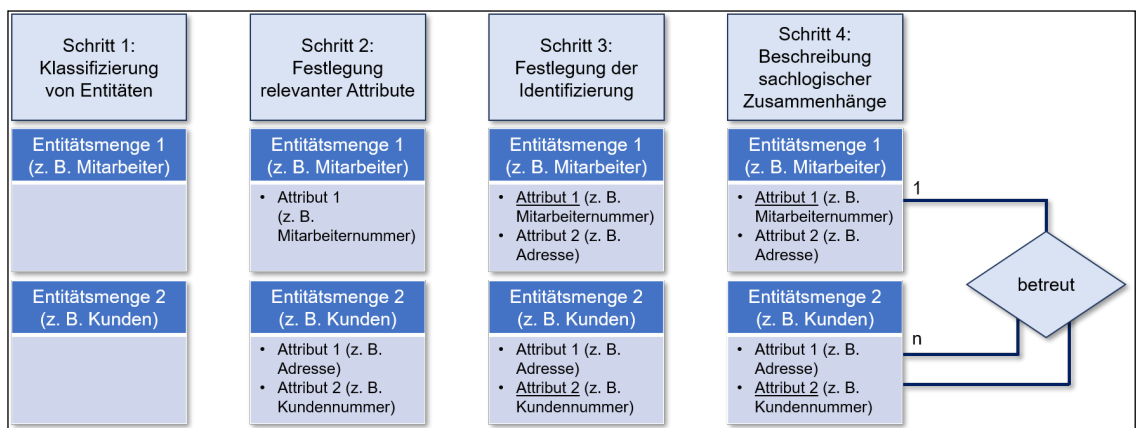 Schritt 1:
Klassifizierung
von Entitäten
Schritt 2:
Festlegung
relevanter Attribute
Schritt 3:
Festlegung der
Identifizierung
Schritt 4:
Beschreibung
sachlogischer
Zusammenhänge
Entitätsmenge 1
(z. B. Mitarbeiter)
Entitätsmenge 1
(z. B. Mitarbeiter)
• Attribut 1
(z. B.
Mitarbeiternummer)
Entitätsmenge 1
(z. B. Mitarbeiter)
• Attribut 1 (z. B.
Mitarbeiternummer)
• Attribut 2 (z. B.
Adresse)
Entitätsmenge 1
(z. B. Mitarbeiter)
• Attribut 1 (z. B.
Mitarbeiternummer)
• Attribut 2 (z. B.
Adresse)
1
betreut
Entitätsmenge 2
(z. B. Kunden)
Entitätsmenge 2
(z. B. Kunden)
• Attribut 1 (z. B.
Adresse)
• Attribut 2 (z. B.
Kundennummer)
Entitätsmenge 2
(z. B. Kunden)
• Attribut 1 (z. B.
Adresse)
• Attribut 2 (z. B.
Kundennummer)
Entitätsmenge 2
(z. B. Kunden)
• Attribut 1 (z. B.
Adresse)
• Attribut 2 (z. B.
Kundennummer)
n